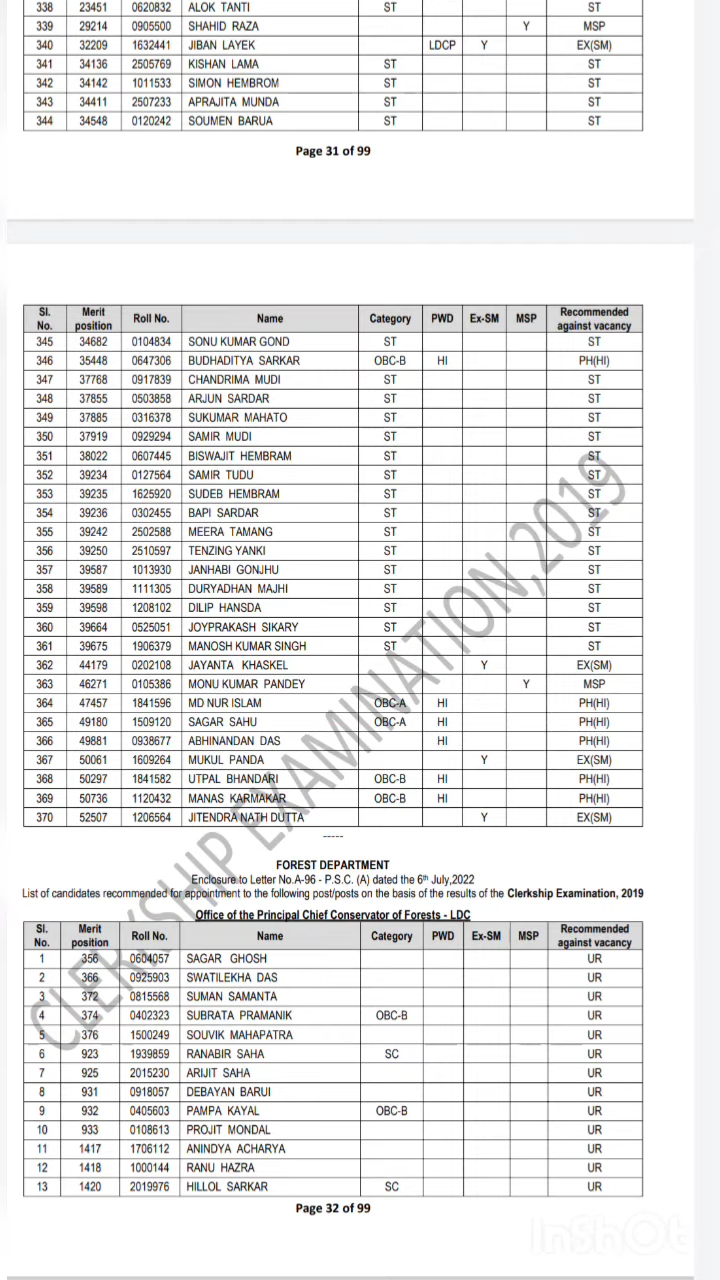 338 23451 0620832 ALOK TANTI ST ST
339 29214 0905500 SHAHID RAZA Y MSP
340 32209 1632441 JIBAN LAYEK LDCP Y EX(SM)
341 34136 2505769 KISHAN LAMA ST ST
342 34142 1011533 SIMON HEMBROM ST ST
343 34411 2507233 APRAJITA MUNDA ST ST
344 34548 0120242 SOUMEN BARUA ST ST
Page 31 of 99
Sl. No. Merit position Roll No. Name Category PWD Ex-SM MSP Recommended against vacancy
345 34682 0104834 SONU KUMAR GOND ST ST
346 35448 0647306 BUDHADITYA SARKAR OBC-B HI PH(HI)
347 37768 0917839 CHANDRIMA MUDI ST ST
348 37855 0503858 ARJUN SARDAR ST ST
349 37885 0316378 SUKUMAR MAHATO ST ST
350 37919 0929294 SAMIR MUDI ST ST
351 38022 0607445 BISWAJIT HEMBRAM ST ST
352 39234 0127564 SAMIR TUDU ST ST
353 39235 1625920 SUDEB HEMBRAM ST ST
354 39236 0302455 BAPI SARDAR ST ST
355 39242 2502588 MEERA TAMANG ST ST
356 39250 2510597 TENZING YANKI ST ST
357 39587 1013930 JANHABI GONJHU ST ST
358 39589 1111305 DURYADHAN MAJHI ST ST
359 39598 1208102 DILIP HANSDA ST ST
360 39664 0525051 JOYPRAKASH SIKARY ST ST
361 39675 1906379 MANOSH KUMAR SINGH ST ST
362 44179 0202108 JAYANTA KHASKEL Y EX(SM)
363 46271 0105386 MONU KUMAR PANDEY Y MSP
364 47457 1841596 MD NUR ISLAM OBC-A HI PH(HI)
365 49180 1509120 SAGAR SAHU OBC-A HI PH(HI)
366 49881 0938677 ABHINANDAN DAS HI PH(HI)
367 50061 1609264 MUKUL PANDA Y EX(SM)
368 50297 1841582 UTPAL BHANDARI OBC-B HI PH(HI)
369 50736 1120432 MANAS KARMAKAR OBC-B HI PH(HI)
370 52507 1206564 JITENDRA NATH DUTTA Y EX(SM)
-----
FOREST DEPARTMENT
Enclosure to Letter No.A-96 - P.S.C. (A) dated the 6th July,2022
List of candidates recommended for appointment to the following post/posts on the basis of the results of the Clerkship Examination, 2019
Office of the Principal Chief Conservator of Forests - LDC
Sl. No. Merit position Roll No. Name Category PWD Ex-SM MSP Recommended against vacancy
1 356 0604057 SAGAR GHOSH UR
2 366 0925903 SWATILEKHA DAS UR
3 372 0815568 SUMAN SAMANTA UR
4 374 0402323 SUBRATA PRAMANIK OBC-B UR
5 376 1500249 SOUVIK MAHAPATRA UR
6 923 1939859 RANABIR SAHA SC UR
7 925 2015230 ARIJIT SAHA UR
8 931 0918057 DEBAYAN BARUI UR
9 932 0405603 PAMPA KAYAL OBC-B UR
10 933 0108613 PROJIT MONDAL UR
11 1417 1706112 ANINDYA ACHARYA UR
12 1418 1000144 RANU HAZRA UR
13 1420 2019976 HILLOL SARKAR SC UR
Page 32 of 99
CLERKSHIP EXAMINATION, 2019
InShOt